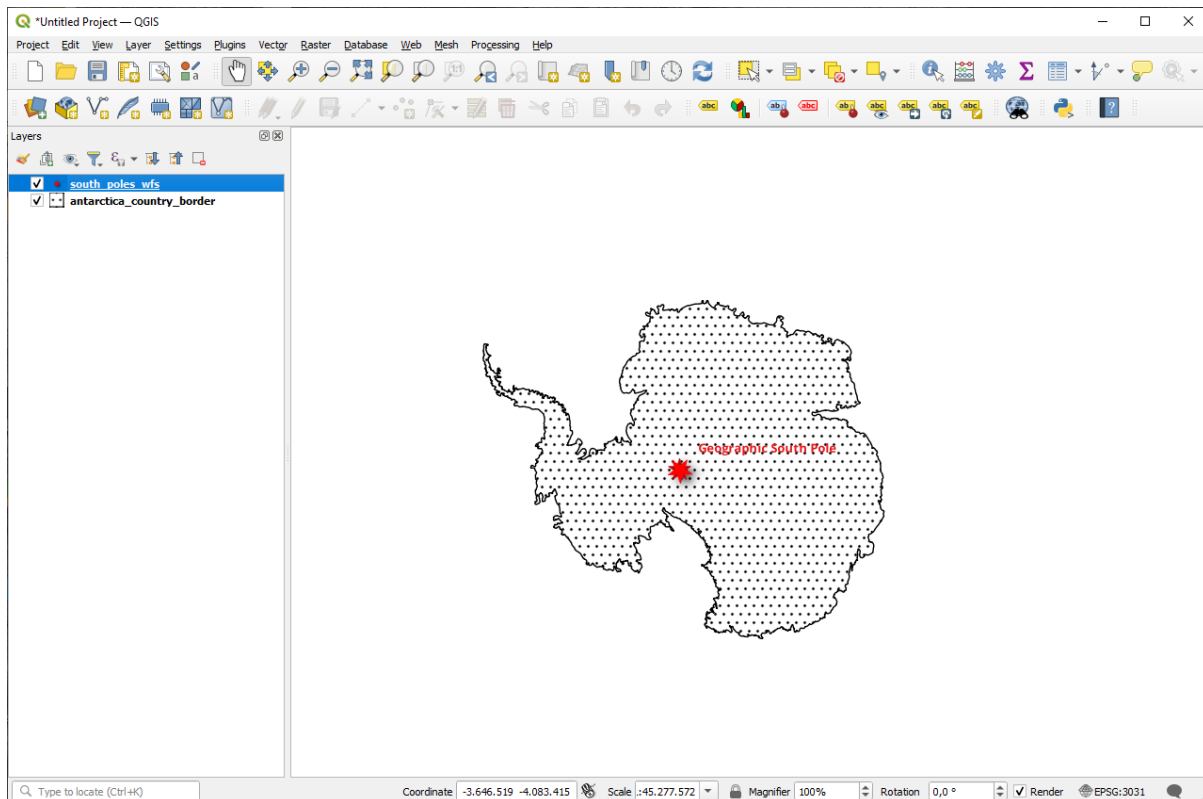 *Untitled Project — QGIS
Project Edit View Layer Settings Plugins Vector Raster Database Web Mesh Processing Help
Layers
south_poles_wfs
antarctica_country_border
Geographic South Pole
Type to locate (Ctrl+K) Coordinate -3.646.519 -4.083.415 Scale .:45.277.572 Magnifier 100% Rotation 0,0 ° Render EPSG:3031